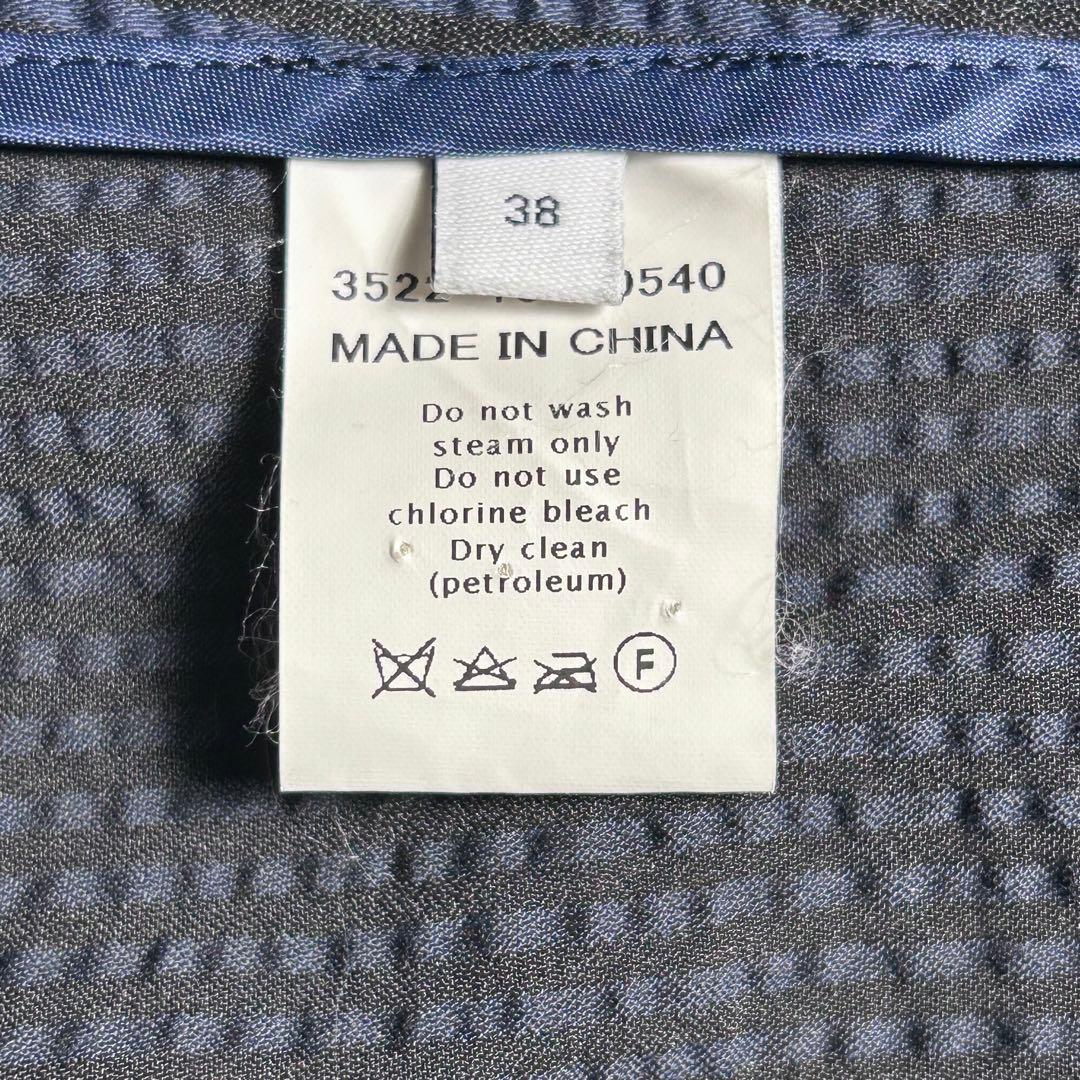 38
3522 0540
MADE IN CHINA
Do not wash
steam only
Do not use
chlorine bleach
Dry clean
(petroleum)
F